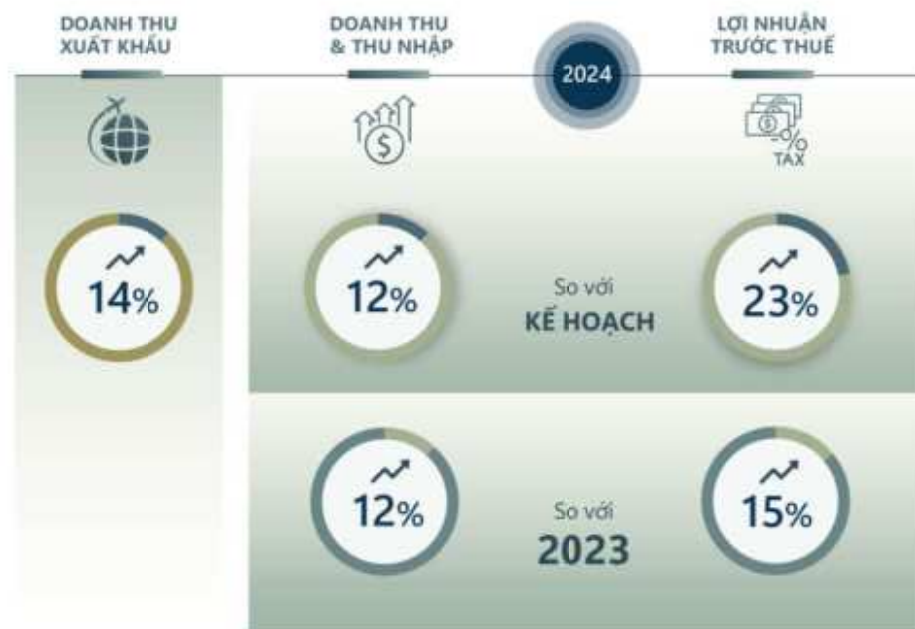 DOANH THU
XUẤT KHẨU
DOANH THU
& THU NHẬP
2024
LỢI NHUẬN
TRƯỚC THUẾ
$
$
%
TAX
14%
12%
So với
KẾ HOẠCH
23%
12%
So với
2023
15%